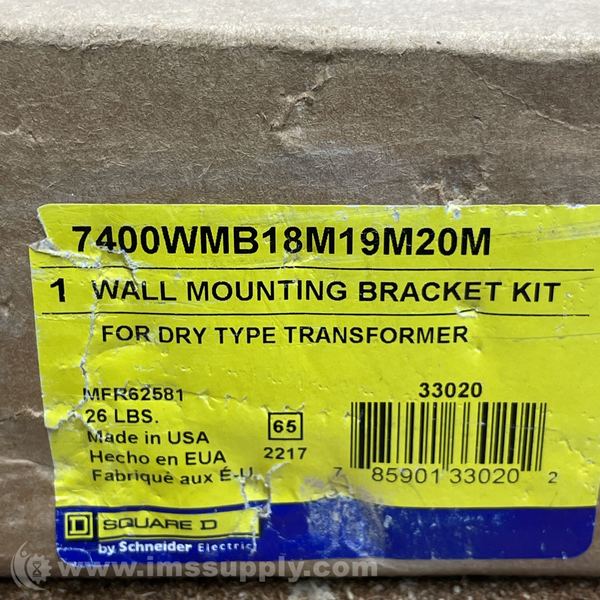 7400WMB18M19M20M
1 WALL MOUNTING BRACKET KIT
FOR DRY TYPE TRANSFORMER
MFR62581
26 LBS.
Made in USA
Hecho en EUA
Fabriqué aux É-U
65
2217
33020
7 85901 33020 2
D SQUARE D
by Schneider Electric
www.imssupply.com